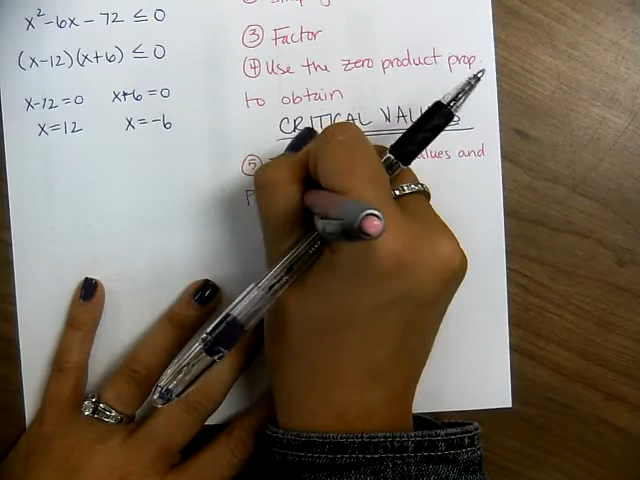 x² - 6x - 72 ≤ 0
(x-12)(x+6) ≤ 0
x-12=0 x+6=0
x=12 x=-6
③ Factor
④ Use the zero product prop.
to obtain
CRITICAL VALUES
⑤ values and